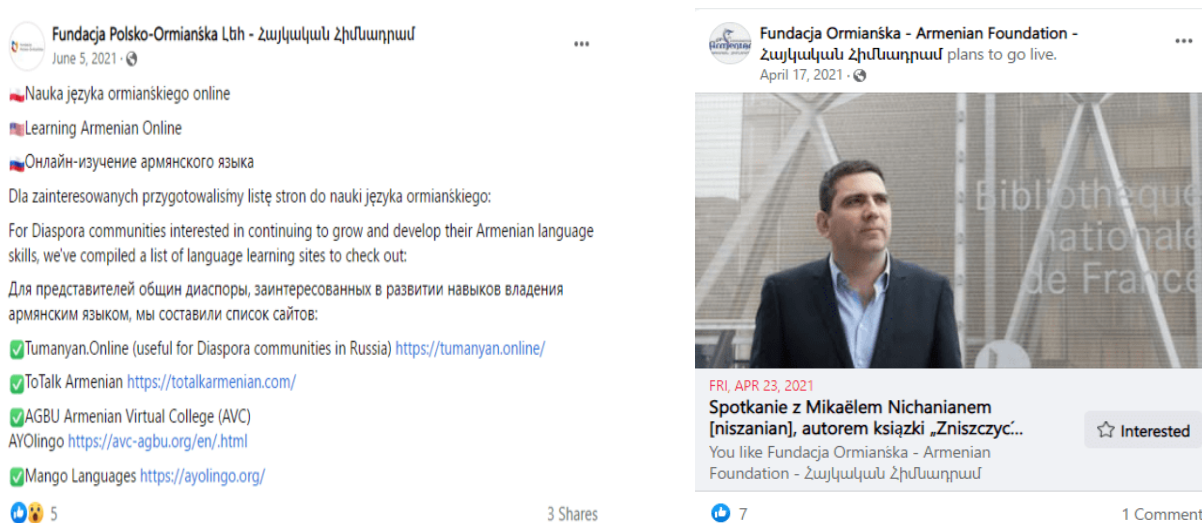 Fundacja Polsko-Ormiańska Լեհ - Հայկական Հիմնադրամ
June 5, 2021 ·
Nauka języka ormiańskiego online
Learning Armenian Online
Онлайн-изучение армянского языка
Dla zainteresowanych przygotowaliśmy listę stron do nauki języka ormiańskiego:
For Diaspora communities interested in continuing to grow and develop their Armenian language
skills, we've compiled a list of language learning sites to check out:
Для представителей общин диаспоры, заинтересованных в развитии навыков владения
армянским языком, мы составили список сайтов:
Tumanyan.Online (useful for Diaspora communities in Russia) https://tumanyan.online/
ToTalk Armenian https://totalkarmenian.com/
AGBU Armenian Virtual College (AVC)
AYOlingo https://avc-agbu.org/en/.html
Mango Languages https://ayolingo.org/
5
3 Shares
Fundacja Ormiańska - Armenian Foundation -
Հայկական Հիմնադրամ plans to go live.
April 17, 2021 ·
Bibliothèque
nationale
de France
FRI, APR 23, 2021
Spotkanie z Mikaëlem Nichanianem
[niszanian], autorem książki „Zniszczyć...
Interested
You like Fundacja Ormiańska - Armenian
Foundation - Հայկական Հիմնադրամ
7
1 Comment